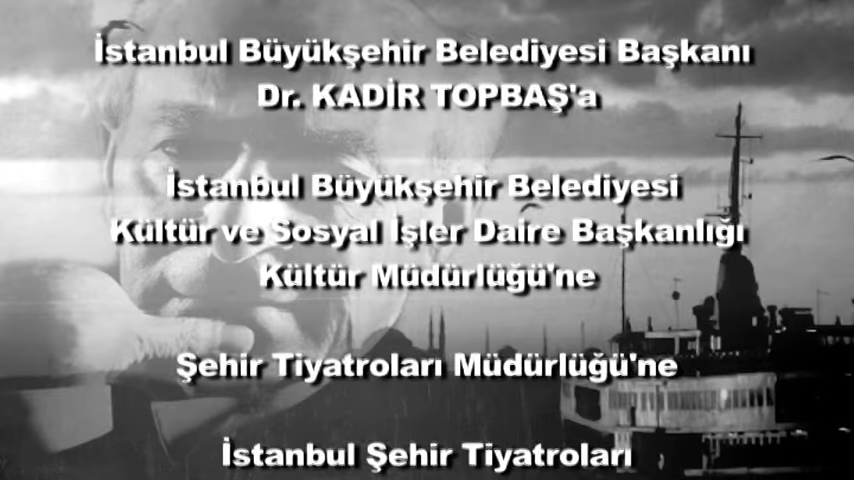 İstanbul Büyükşehir Belediyesi Başkanı
Dr. KADİR TOPBAŞ'a
İstanbul Büyükşehir Belediyesi
Kültür ve Sosyal İşler Daire Başkanlığı
Kültür Müdürlüğü'ne
Şehir Tiyatroları Müdürlüğü'ne
İstanbul Şehir Tiyatroları